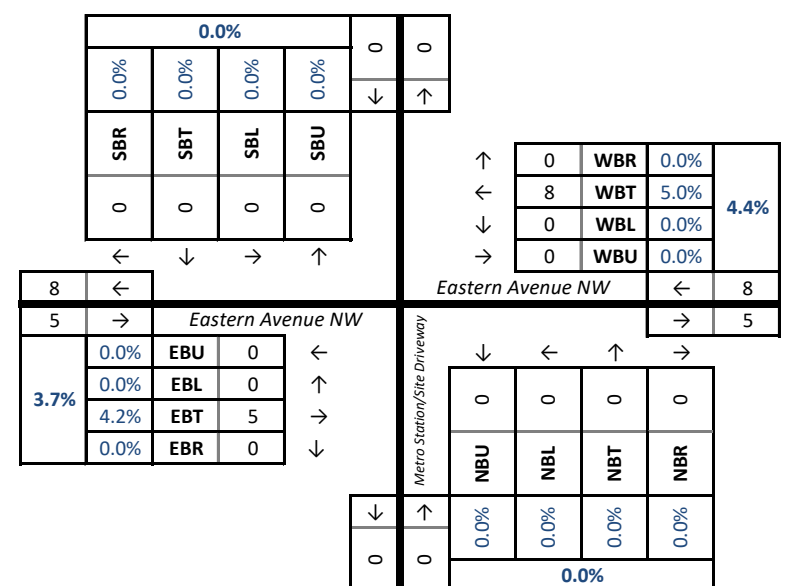 0.0%
0 0
0.0% 0.0% 0.0% 0.0%
↓ ↑
SBR SBT SBL SBU
0 0 0 0
← ↓ → ↑
↑ 0 WBR 0.0%
← 8 WBT 5.0%
↓ 0 WBL 0.0%
→ 0 WBU 0.0%
4.4%
8 ←
Eastern Avenue NW ← 8
5 → Eastern Avenue NW
→ 5
3.7%
0.0% EBU 0 ←
0.0% EBL 0 ↑
4.2% EBT 5 →
0.0% EBR 0 ↓
Metro Station/Site Driveway
↓ ← ↑ →
0 0 0 0
NBU NBL NBT NBR
↓ ↑
0.0% 0.0% 0.0% 0.0%
0 0
0.0%